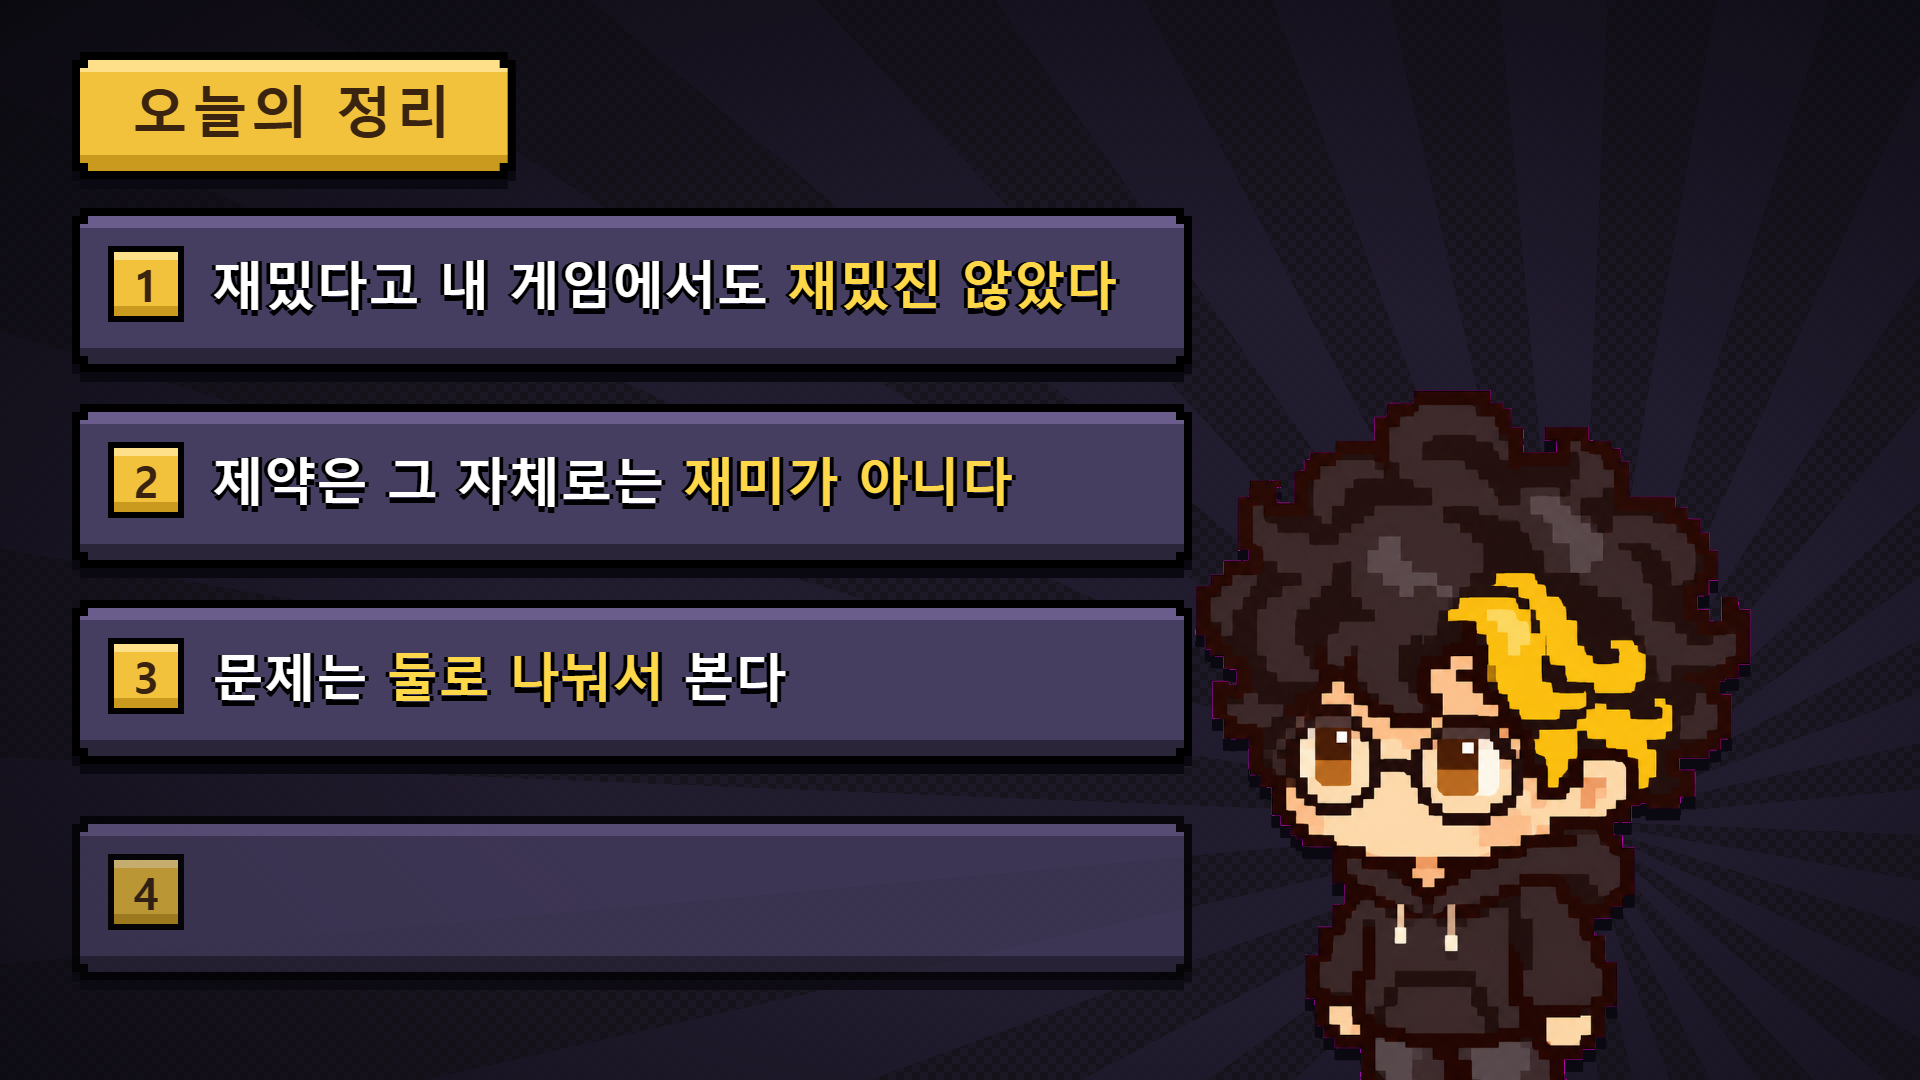 오늘의 정리
1 재밌다고 내 게임에서도 재밌진 않았다
2 제약은 그 자체로는 재미가 아니다
3 문제는 둘로 나눠서 본다
4